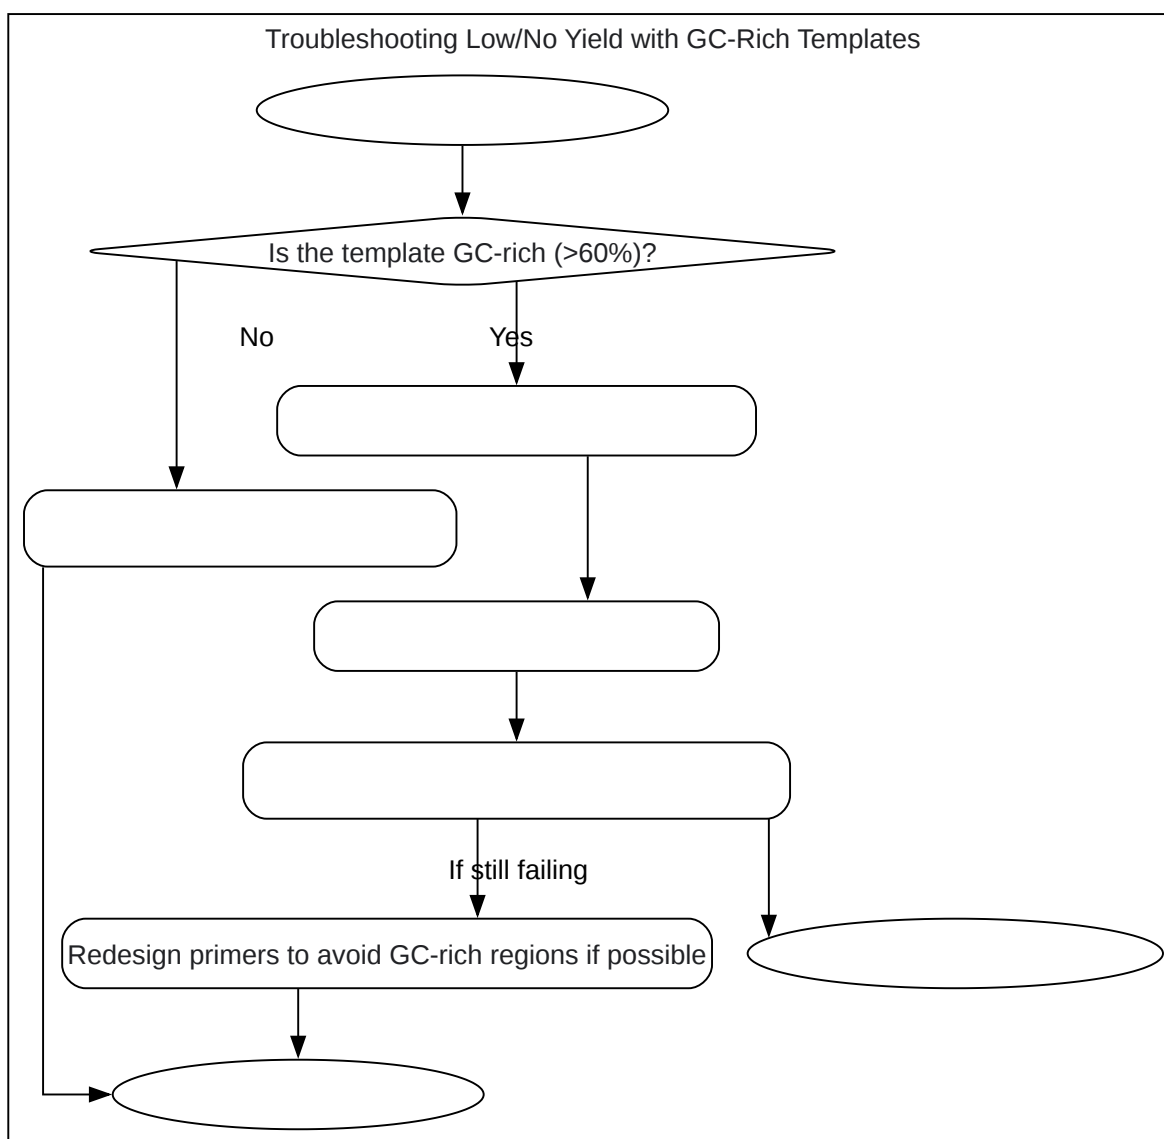 Troubleshooting Low/No Yield with GC-Rich Templates
Is the template GC-rich (>60%)?
No
Yes
If still failing
Redesign primers to avoid GC-rich regions if possible